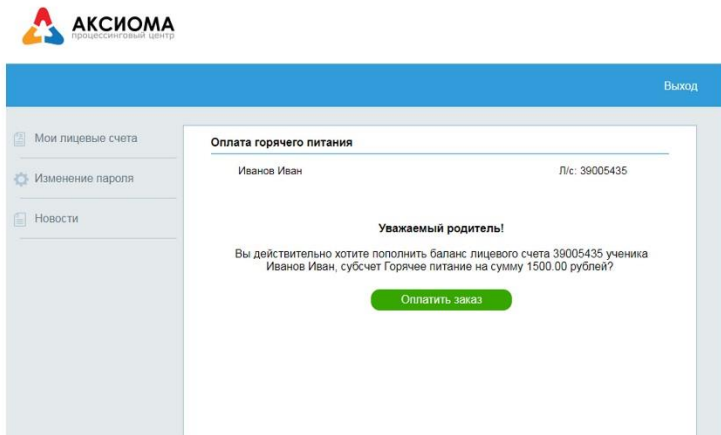 АКСИОМА
процессинговый центр
Выход
Мои лицевые счета
Изменение пароля
Новости
Оплата горячего питания
Иванов Иван
Л/с: 39005435
Уважаемый родитель!
Вы действительно хотите пополнить баланс лицевого счета 39005435 ученика
Иванов Иван, субсчет Горячее питание на сумму 1500.00 рублей?
Оплатить заказ